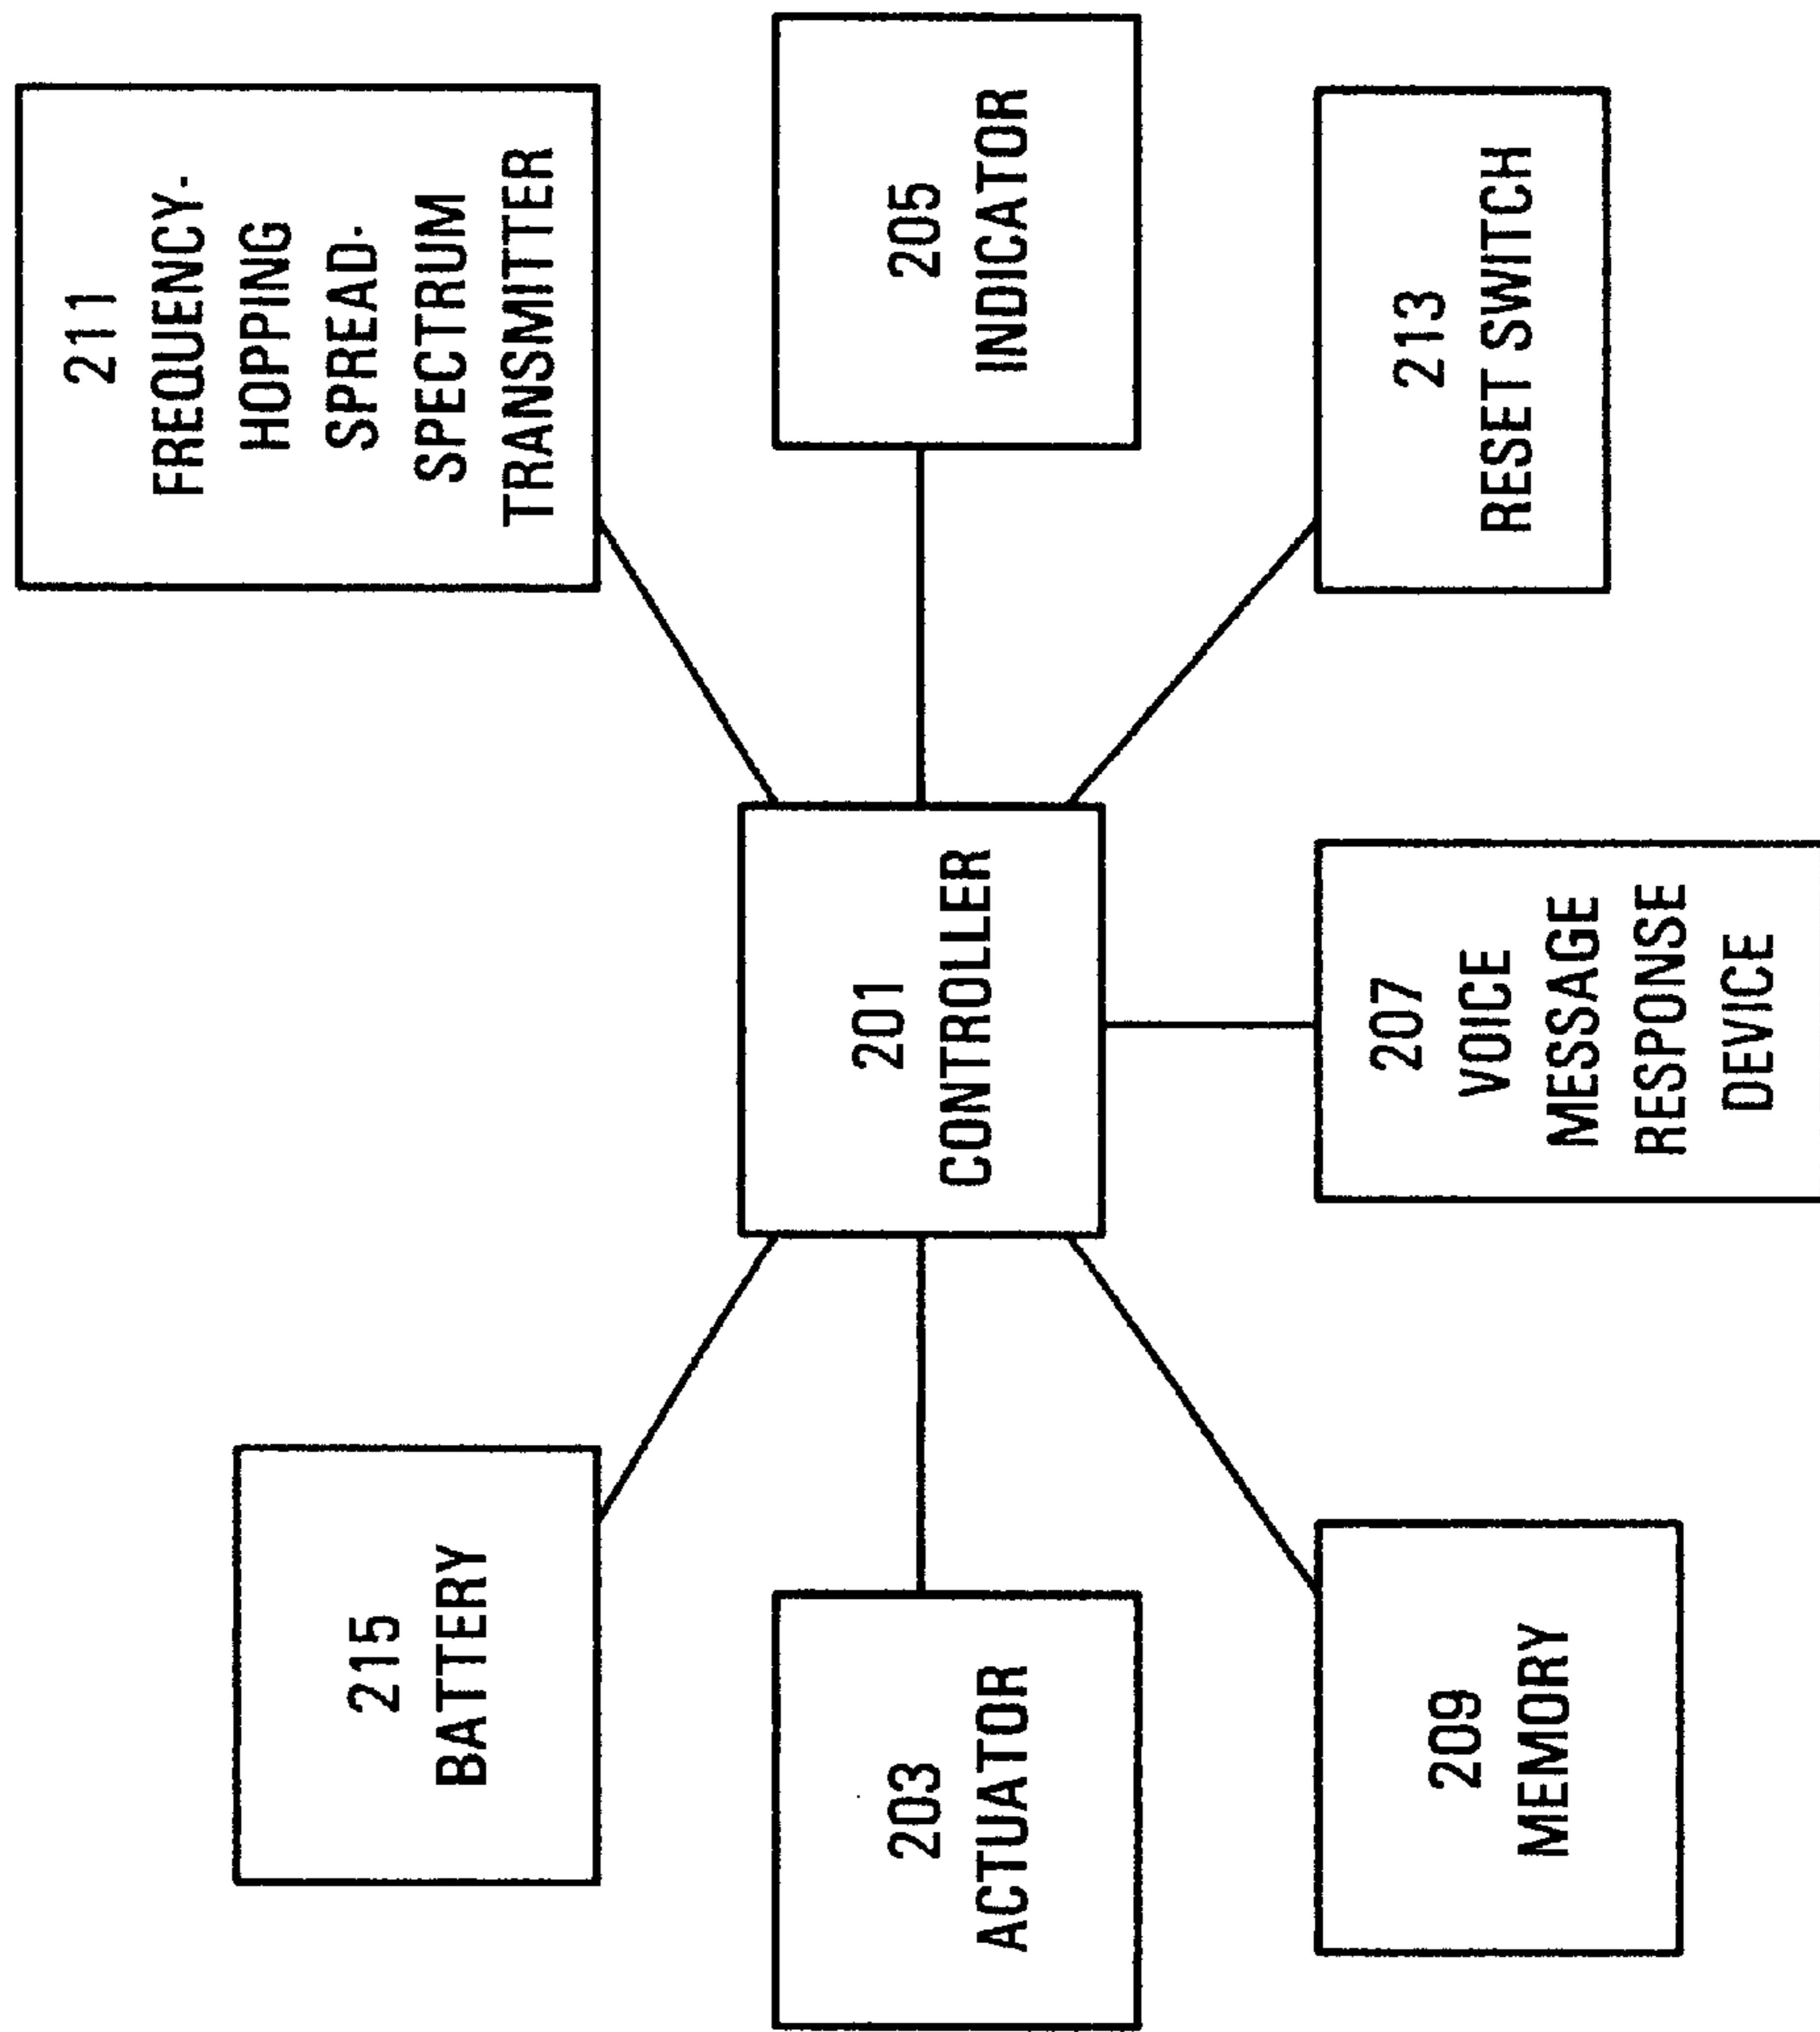 215
BATTERY
211
FREQUENCY-
HOPPING
SPREAD-
SPECTRUM
TRANSMITTER
203
ACTUATOR
201
CONTROLLER
205
INDICATOR
209
MEMORY
207
VOICE
MESSAGE
RESPONSE
DEVICE
213
RESET SWITCH